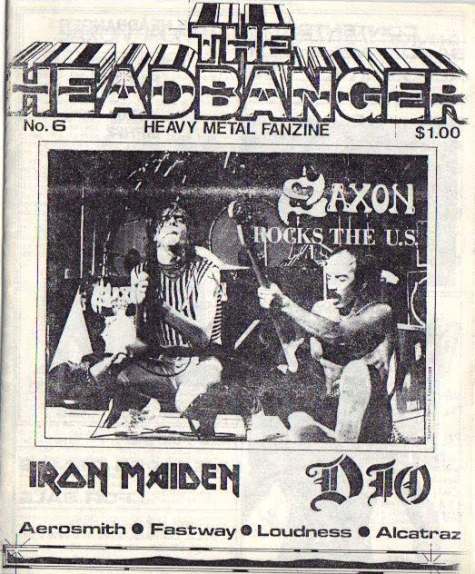 THE
HEADBANGER
No. 6 HEAVY METAL FANZINE $1.00
SAXON
ROCKS THE U.S.
IRON MAIDEN DIO
Aerosmith ● Fastway ● Loudness ● Alcatraz